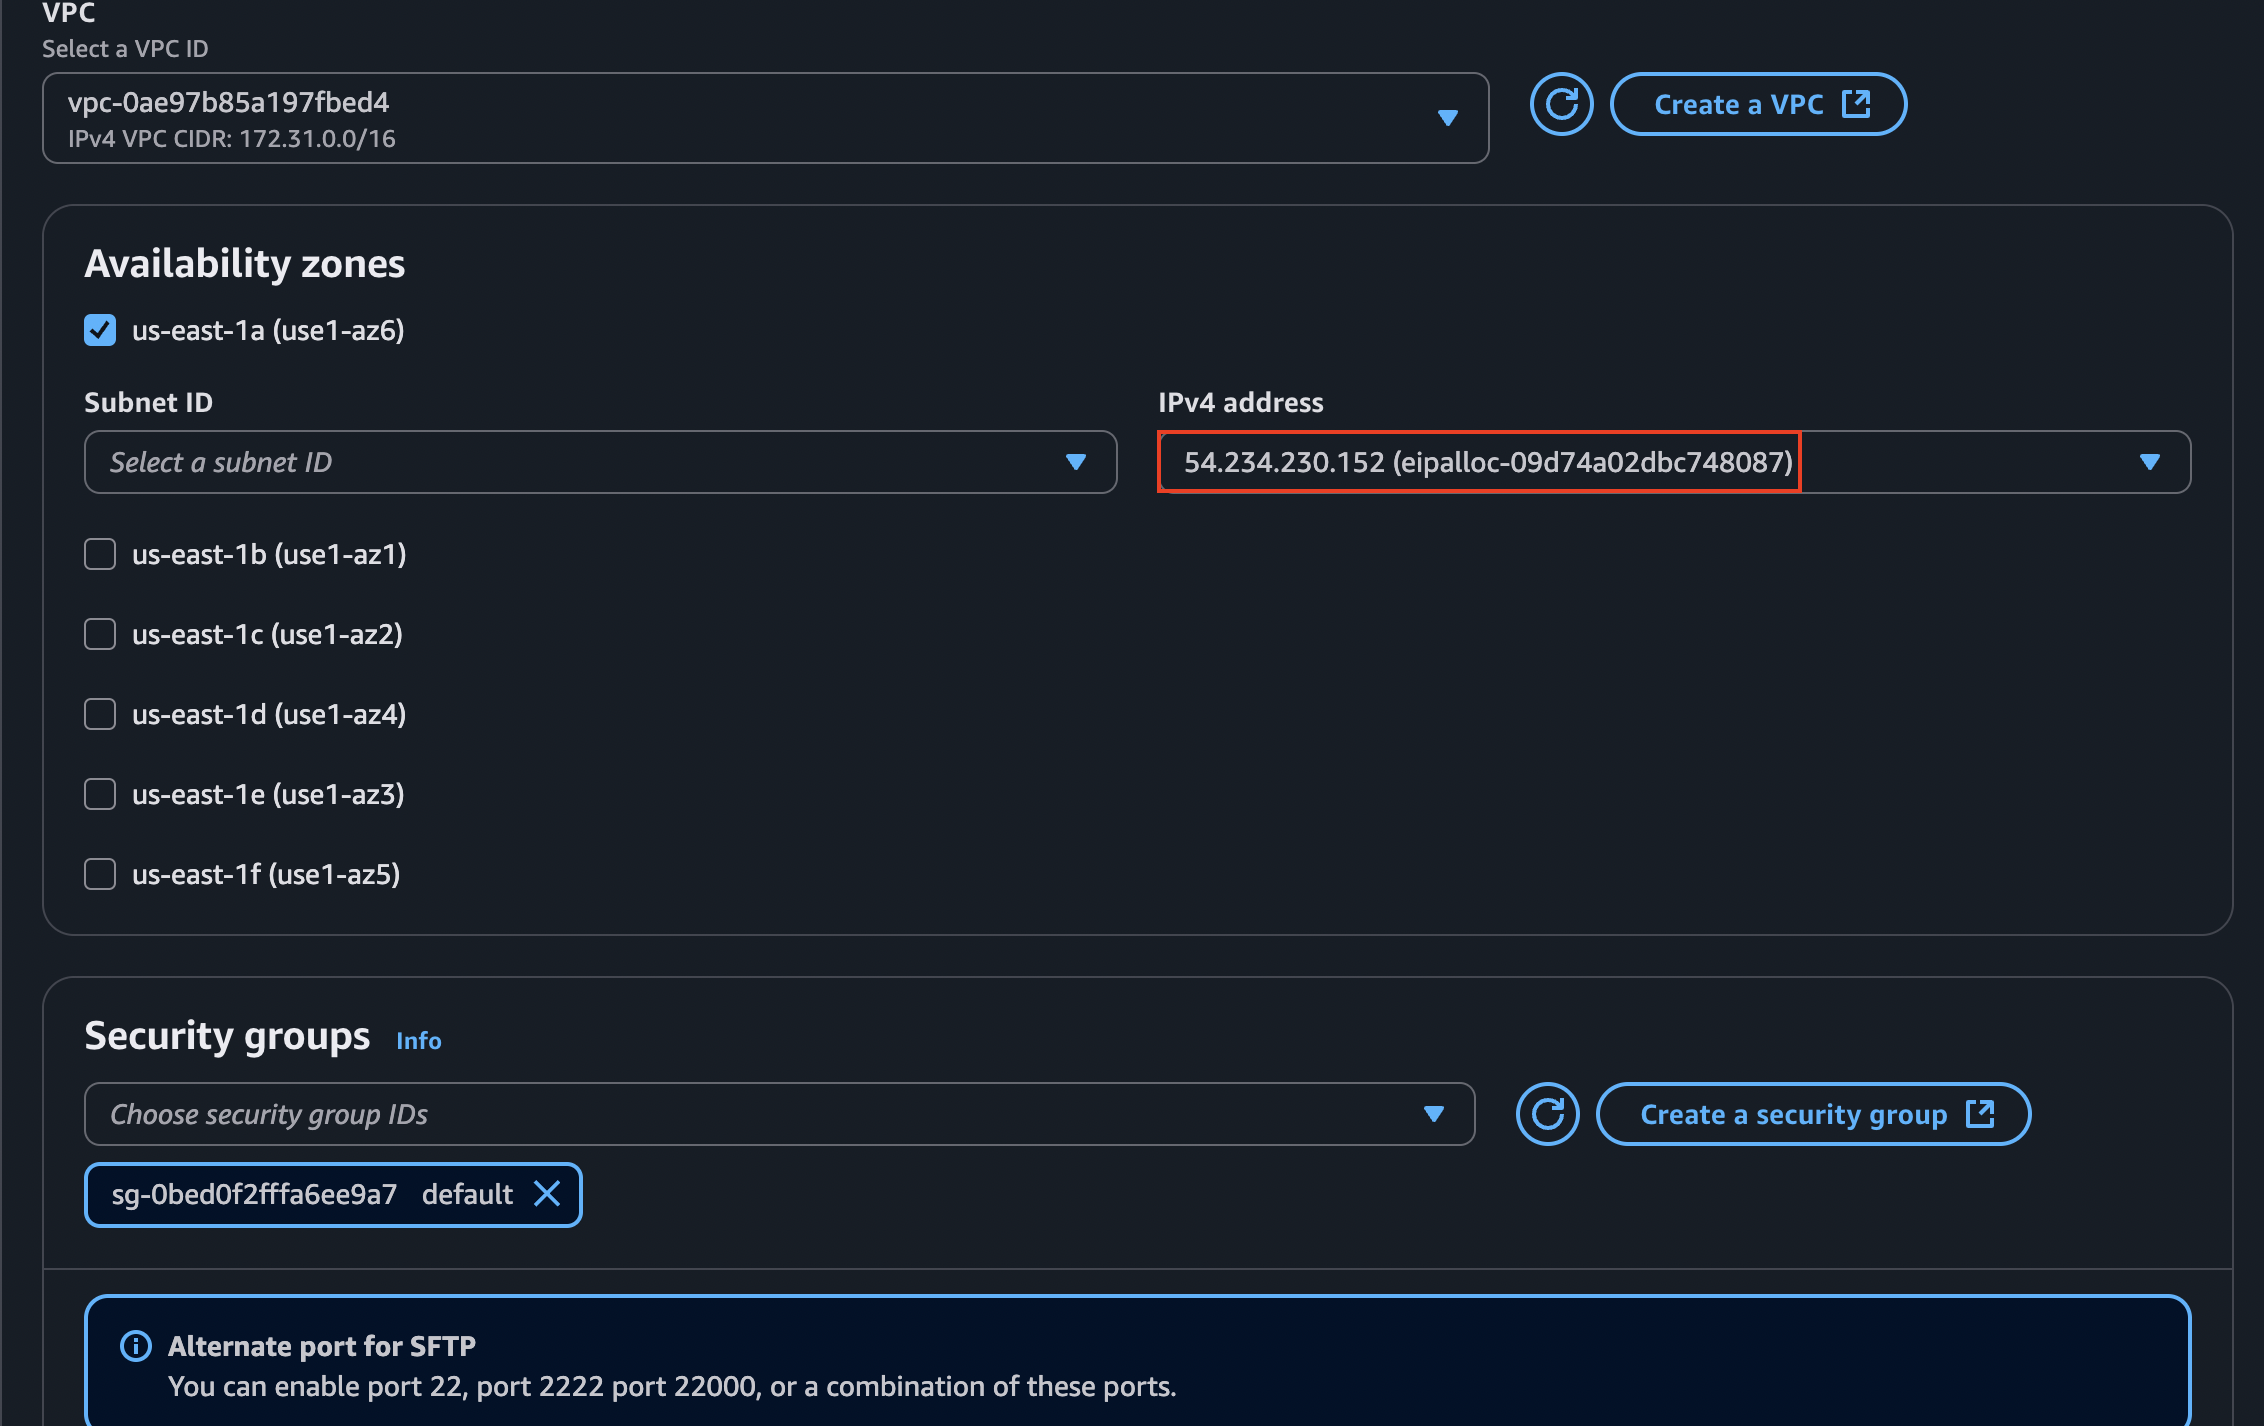 VPC
Select a VPC ID
vpc-0ae97b85a197fbed4
IPv4 VPC CIDR: 172.31.0.0/16
Create a VPC
Availability zones
us-east-1a (use1-az6)
Subnet ID
Select a subnet ID
IPv4 address
54.234.230.152 (eipalloc-09d74a02dbc748087)
us-east-1b (use1-az1)
us-east-1c (use1-az2)
us-east-1d (use1-az4)
us-east-1e (use1-az3)
us-east-1f (use1-az5)
Security groups Info
Choose security group IDs
Create a security group
sg-0bed0f2fffa6ee9a7 default
Alternate port for SFTP
You can enable port 22, port 2222 port 22000, or a combination of these ports.